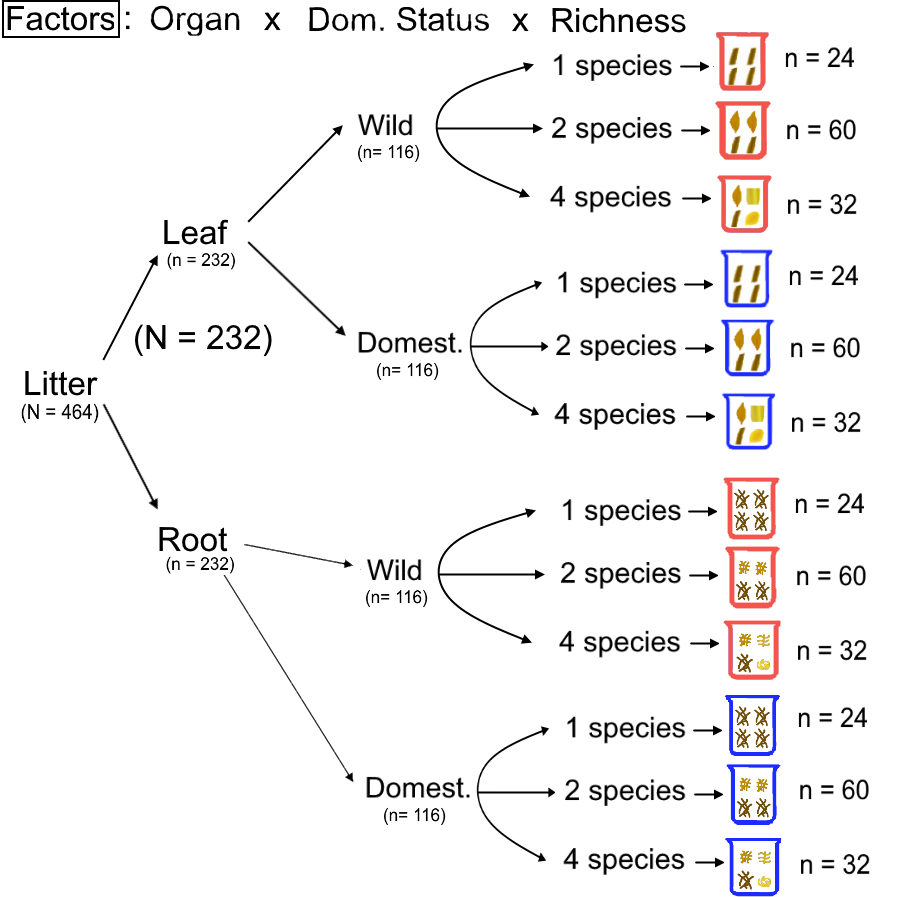 Factors: Organ x Dom. Status x Richness
1 species n = 24
Wild
(n= 116)
2 species n = 60
4 species n = 32
Leaf
(n = 232)
1 species n = 24
(N = 232)
Domest.
(n= 116)
2 species n = 60
4 species n = 32
Litter
(N = 464)
Root
(n = 232)
1 species n = 24
Wild
(n= 116)
2 species n = 60
4 species n = 32
1 species n = 24
Domest.
(n= 116)
2 species n = 60
4 species n = 32